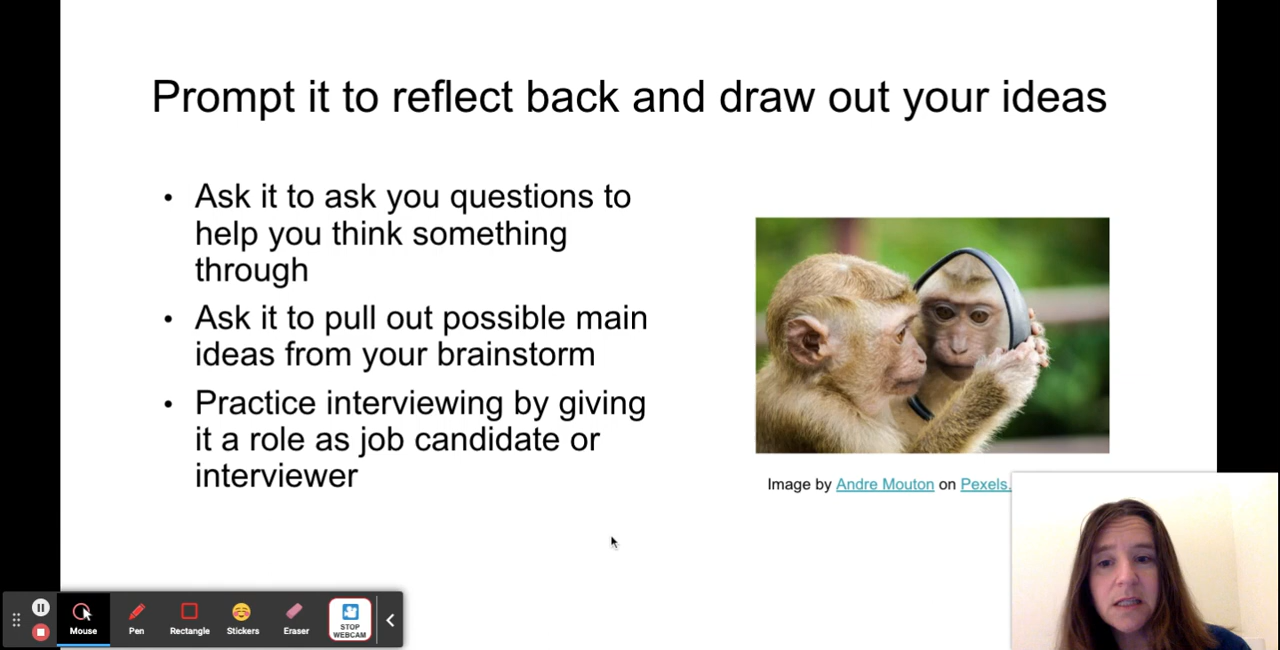 Prompt it to reflect back and draw out your ideas
• Ask it to ask you questions to
help you think something
through
• Ask it to pull out possible main
ideas from your brainstorm
• Practice interviewing by giving
it a role as job candidate or
interviewer
Image by Andre Mouton on Pexels.
Mouse
Pen
Rectangle
Stickers
Eraser
STOP
WEBCAM